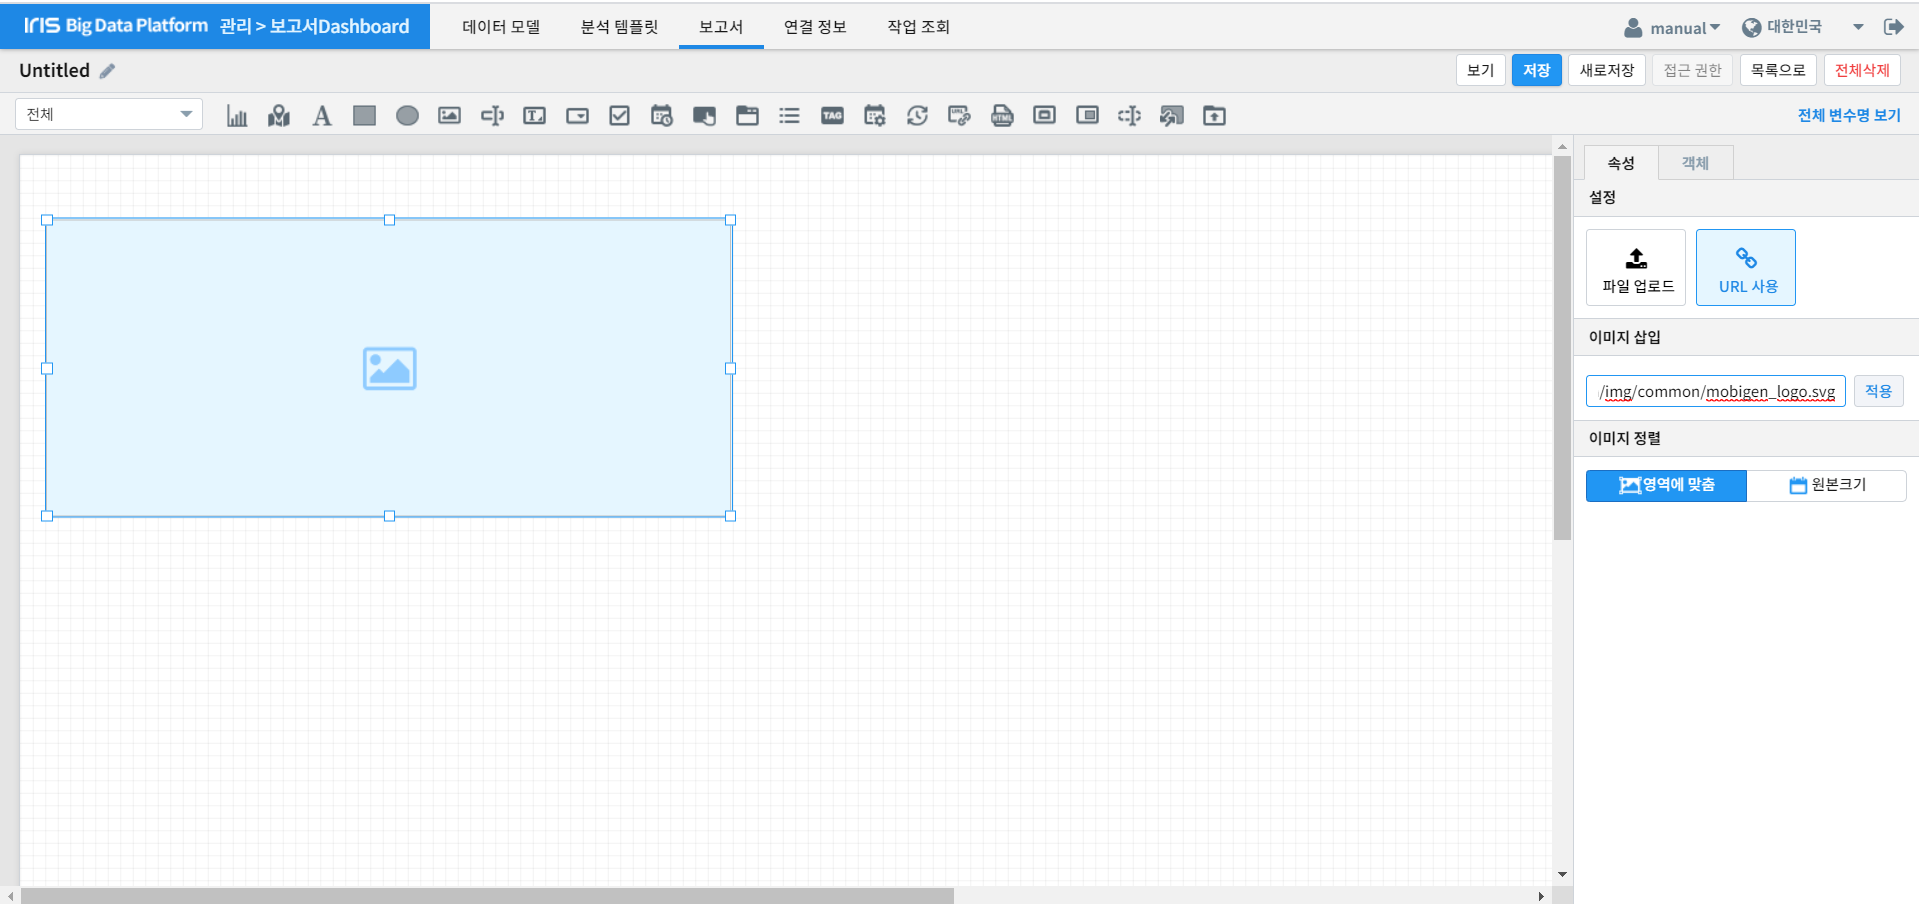 IRIS Big Data Platform 관리 > 보고서Dashboard 데이터 모델 분석 템플릿 보고서 연결 정보 작업 조회 manual 대한민국
Untitled 보기 저장 새로저장 접근 권한 목록으로 전체삭제
전체 A T TAG URL HTML 전체 변수명 보기
속성 객체
설정
파일 업로드 URL 사용
이미지 삽입
/img/common/mobigen_logo.svg 적용
이미지 정렬
영역에 맞춤 원본크기